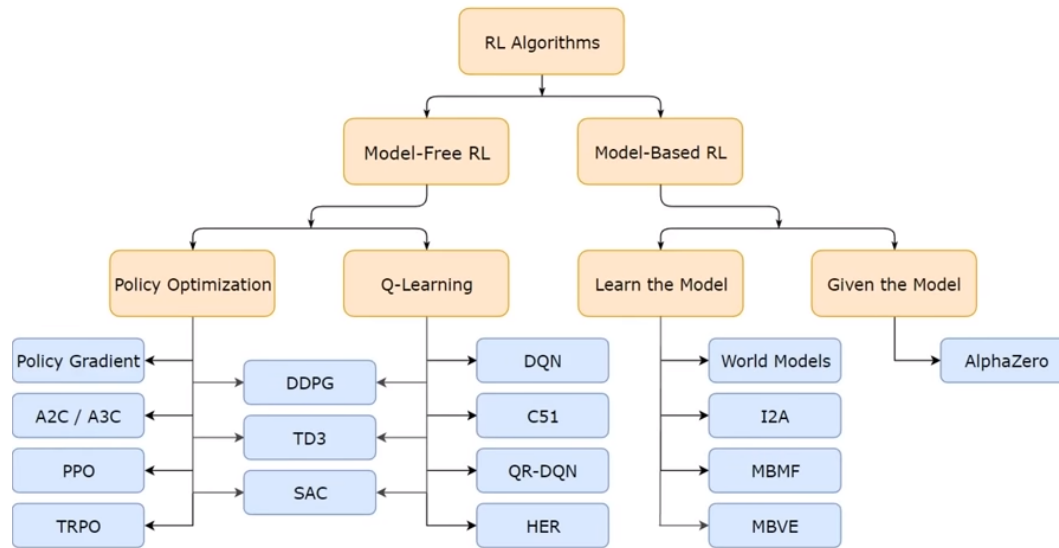 RL Algorithms
Model-Free RL
Model-Based RL
Policy Optimization
Q-Learning
Learn the Model
Given the Model
Policy Gradient
DDPG
DQN
World Models
AlphaZero
A2C / A3C
TD3
C51
I2A
PPO
SAC
QR-DQN
MBMF
TRPO
HER
MBVE